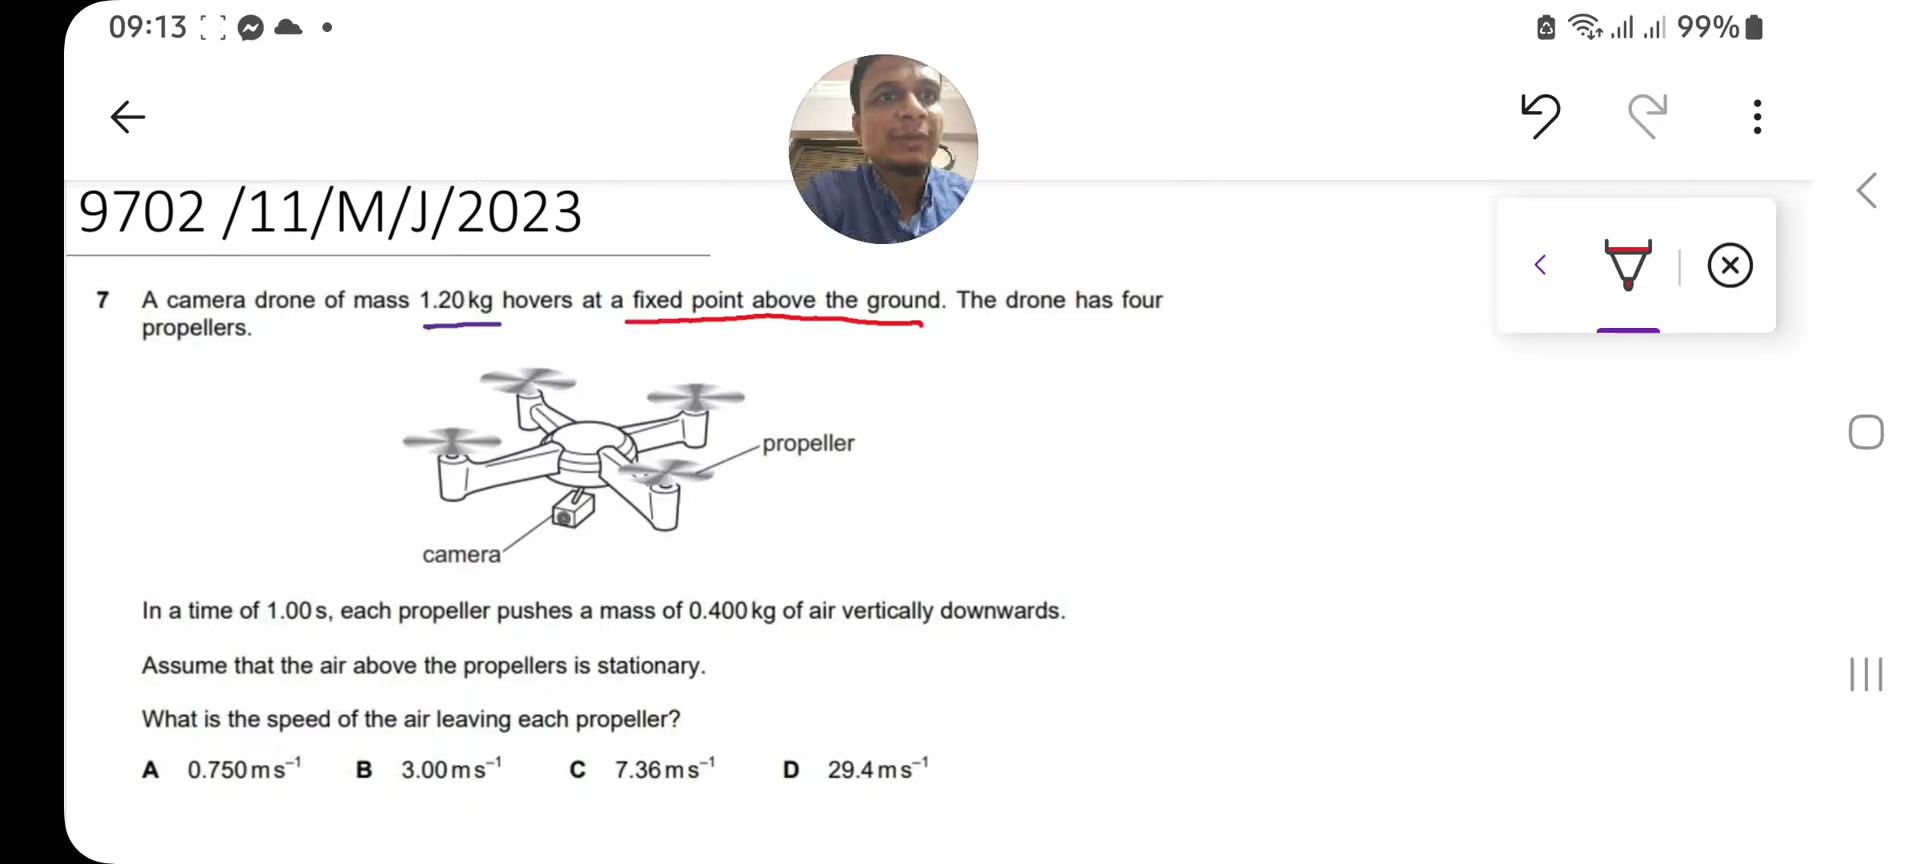 09:13
99%
9702 /11/M/J/2023
7 A camera drone of mass 1.20 kg hovers at a fixed point above the ground. The drone has four
propellers.
propeller
camera
In a time of 1.00 s, each propeller pushes a mass of 0.400 kg of air vertically downwards.
Assume that the air above the propellers is stationary.
What is the speed of the air leaving each propeller?
A 0.750 m s⁻¹ B 3.00 m s⁻¹ C 7.36 m s⁻¹ D 29.4 m s⁻¹